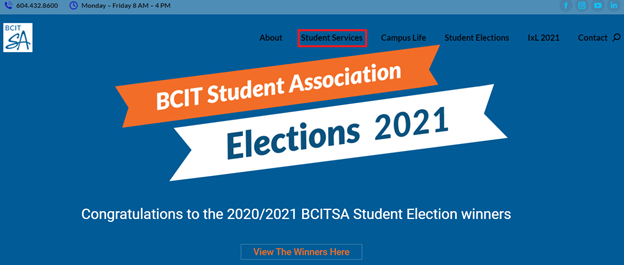 604.432.8600 Monday – Friday 8 AM – 4 PM
BCIT
SA
About Student Services Campus Life Student Elections IxL 2021 Contact
BCIT Student Association
Elections 2021
Congratulations to the 2020/2021 BCITSA Student Election winners
View The Winners Here